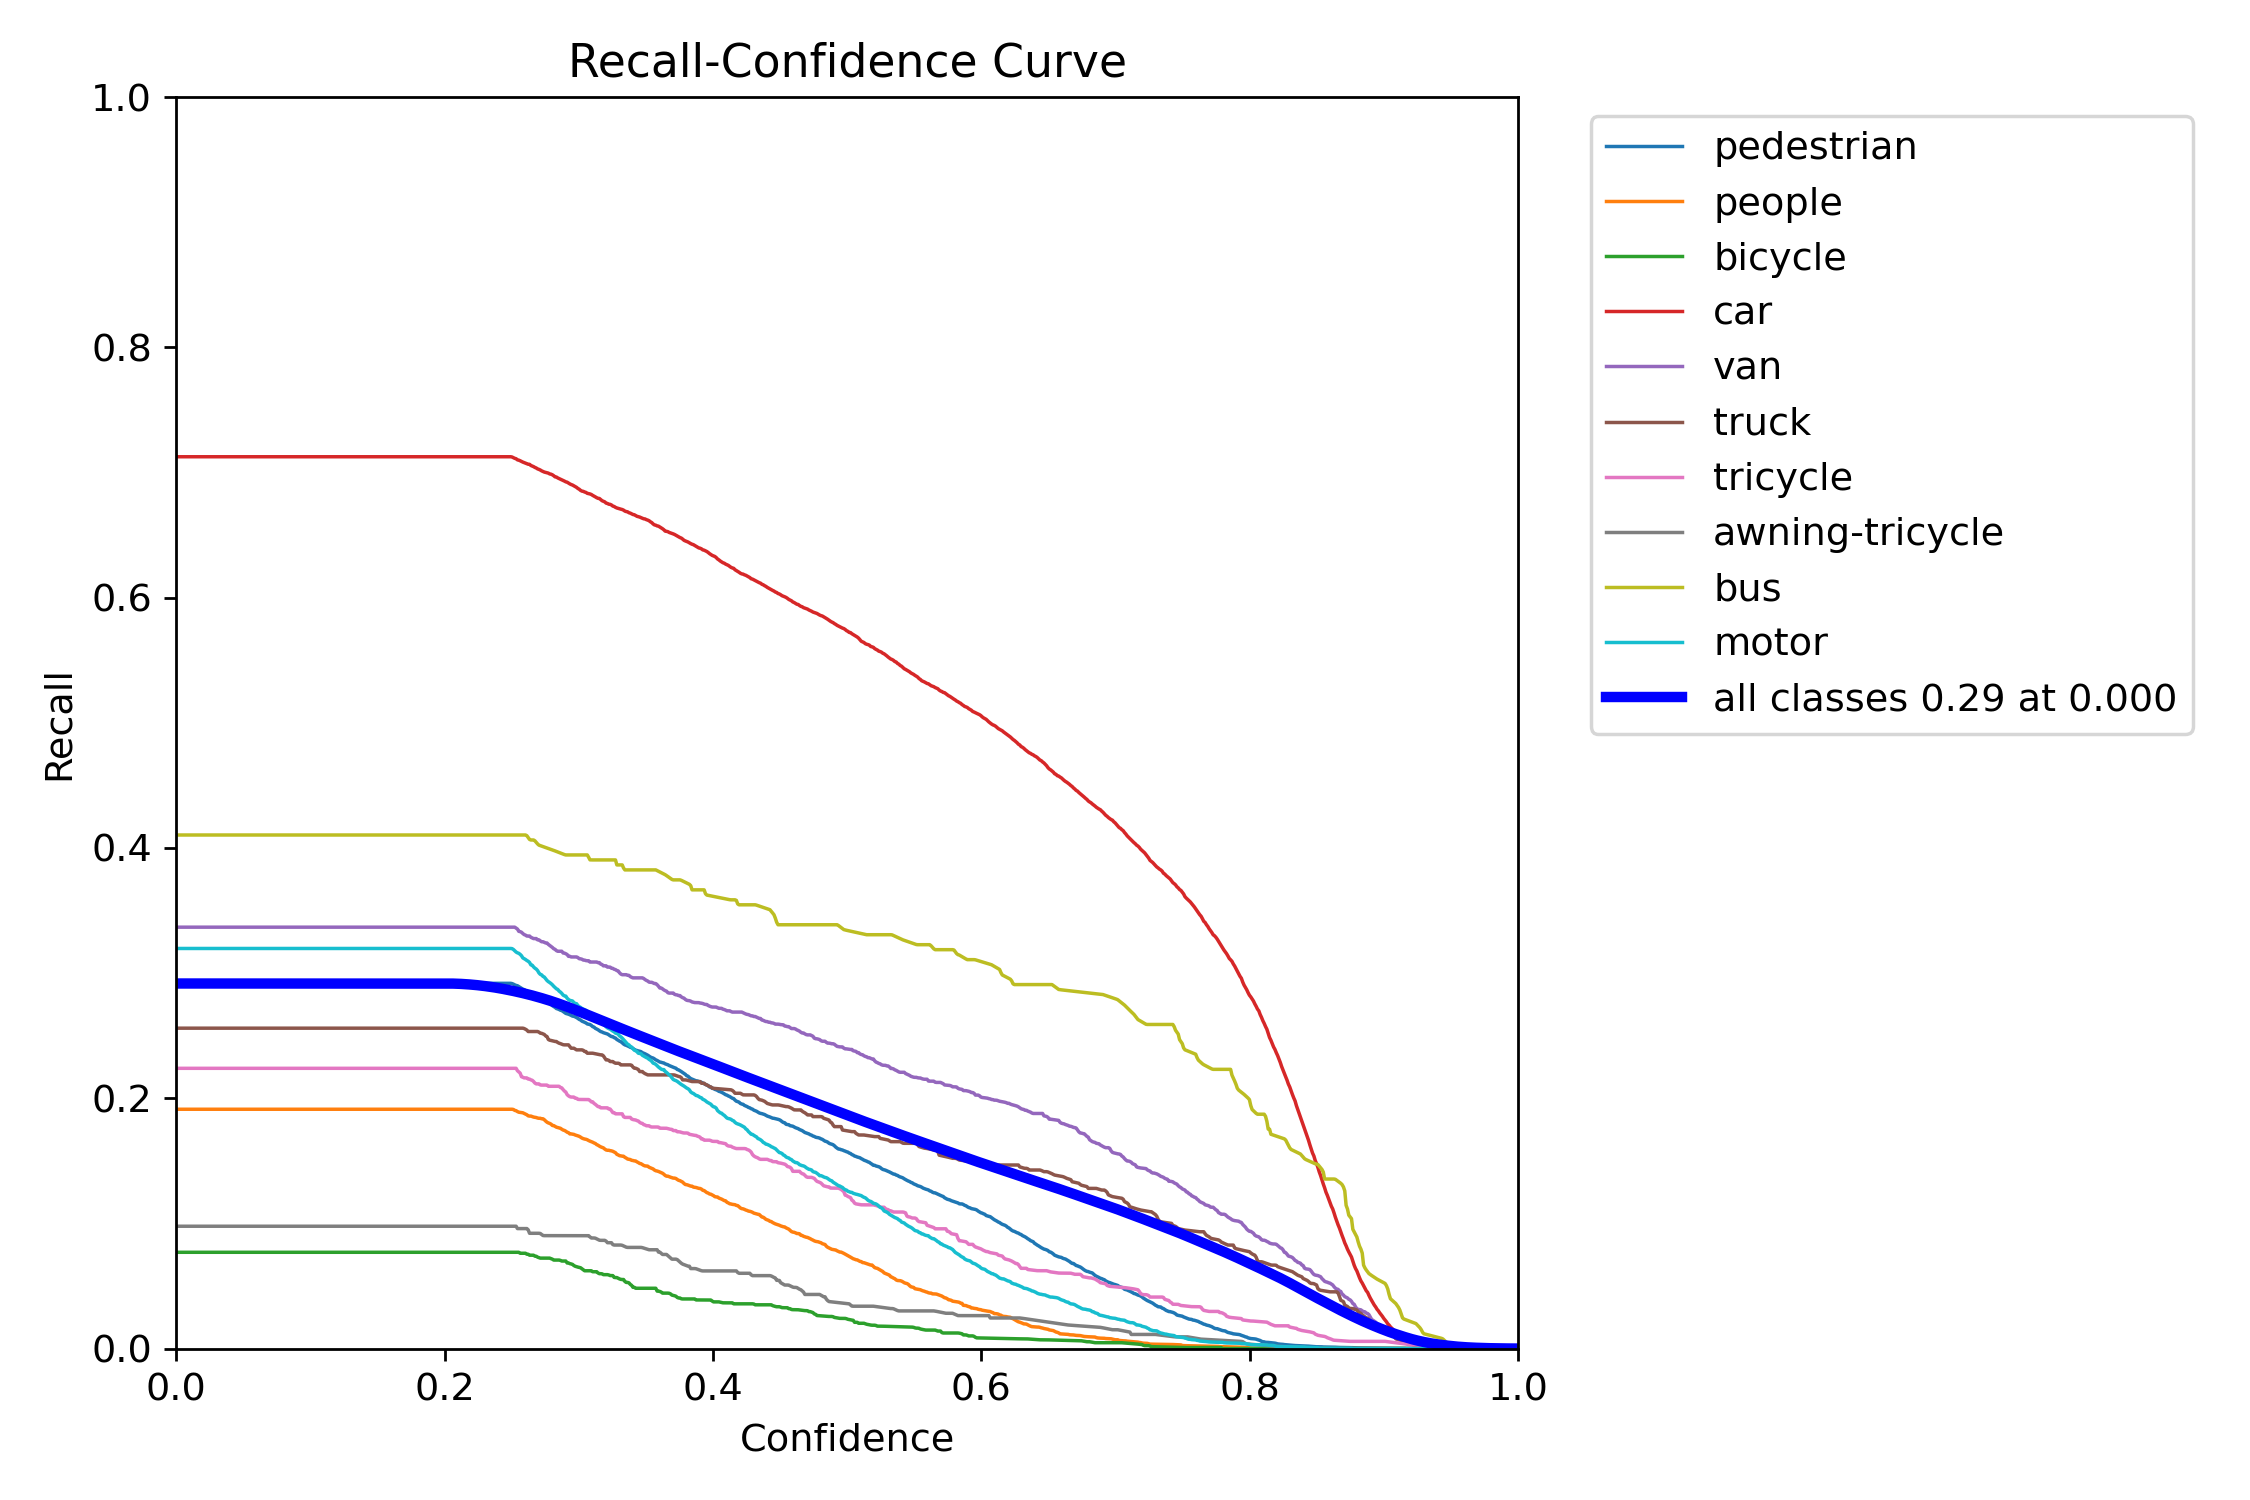 Recall-Confidence Curve
1.0
0.8
0.6
0.4
0.2
0.0
Recall
0.0 0.2 0.4 0.6 0.8 1.0
Confidence
pedestrian
people
bicycle
car
van
truck
tricycle
awning-tricycle
bus
motor
all classes 0.29 at 0.000